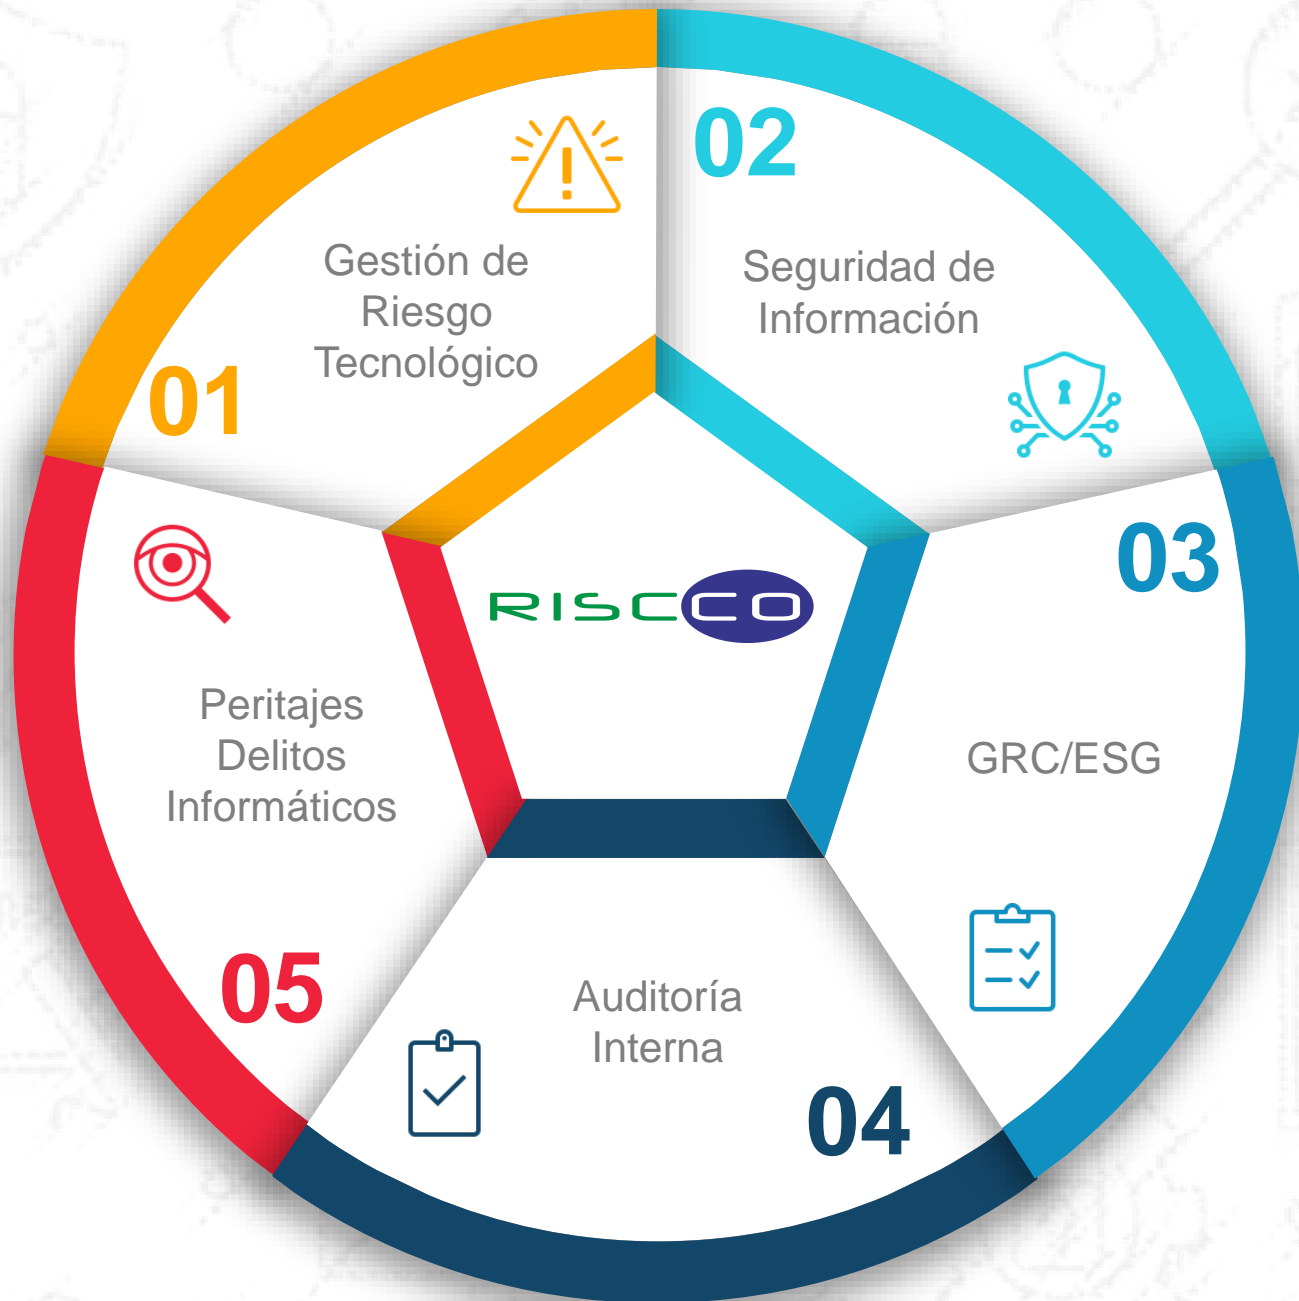 01
Gestión de
Riesgo
Tecnológico
02
Seguridad de
Información
03
GRC/ESG
04
Auditoría
Interna
05
Peritajes
Delitos
Informáticos
RISCCO